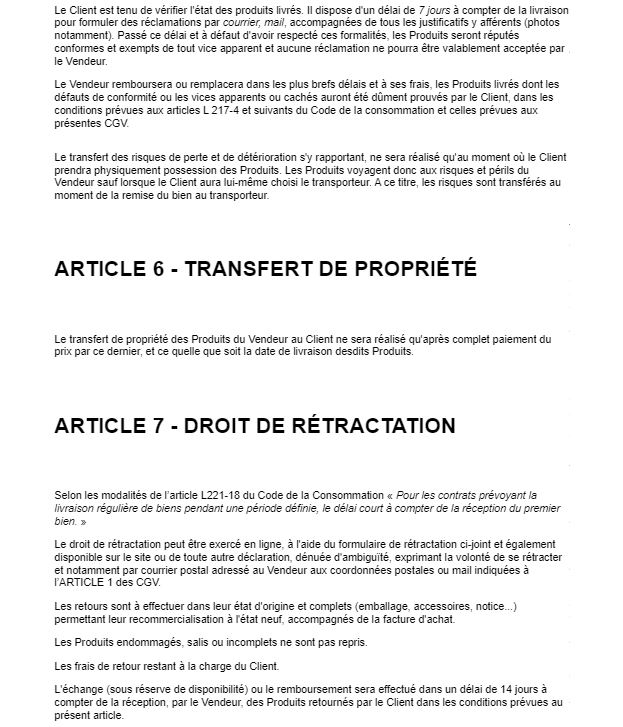 Le Client est tenu de vérifier l'état des produits livrés. Il dispose d'un délai de 7 jours à compter de la livraison
pour formuler des réclamations par courrier, mail, accompagnées de tous les justificatifs y afférents (photos
notamment). Passé ce délai et à défaut d'avoir respecté ces formalités, les Produits seront réputés
conformes et exempts de tout vice apparent et aucune réclamation ne pourra être valablement acceptée par
le Vendeur.
Le Vendeur remboursera ou remplacera dans les plus brefs délais et à ses frais, les Produits livrés dont les
défauts de conformité ou les vices apparents ou cachés auront été dûment prouvés par le Client, dans les
conditions prévues aux articles L 217-4 et suivants du Code de la consommation et celles prévues aux
présentes CGV.
Le transfert des risques de perte et de détérioration s'y rapportant, ne sera réalisé qu'au moment où le Client
prendra physiquement possession des Produits. Les Produits voyagent donc aux risques et périls du
Vendeur sauf lorsque le Client aura lui-même choisi le transporteur. A ce titre, les risques sont transférés au
moment de la remise du bien au transporteur.
ARTICLE 6 - TRANSFERT DE PROPRIÉTÉ
Le transfert de propriété des Produits du Vendeur au Client ne sera réalisé qu'après complet paiement du
prix par ce dernier, et ce quelle que soit la date de livraison desdits Produits.
ARTICLE 7 - DROIT DE RÉTRACTATION
Selon les modalités de l'article L221-18 du Code de la Consommation « Pour les contrats prévoyant la
livraison régulière de biens pendant une période définie, le délai court à compter de la réception du premier
bien. »
Le droit de rétractation peut être exercé en ligne, à l'aide du formulaire de rétractation ci-joint et également
disponible sur le site ou de toute autre déclaration, dénuée d'ambiguïté, exprimant la volonté de se rétracter
et notamment par courrier postal adressé au Vendeur aux coordonnées postales ou mail indiquées à
l'ARTICLE 1 des CGV.
Les retours sont à effectuer dans leur état d'origine et complets (emballage, accessoires, notice...)
permettant leur recommercialisation à l'état neuf, accompagnés de la facture d'achat.
Les Produits endommagés, salis ou incomplets ne sont pas repris.
Les frais de retour restant à la charge du Client.
L'échange (sous réserve de disponibilité) ou le remboursement sera effectué dans un délai de 14 jours à
compter de la réception, par le Vendeur, des Produits retournés par le Client dans les conditions prévues au
présent article.